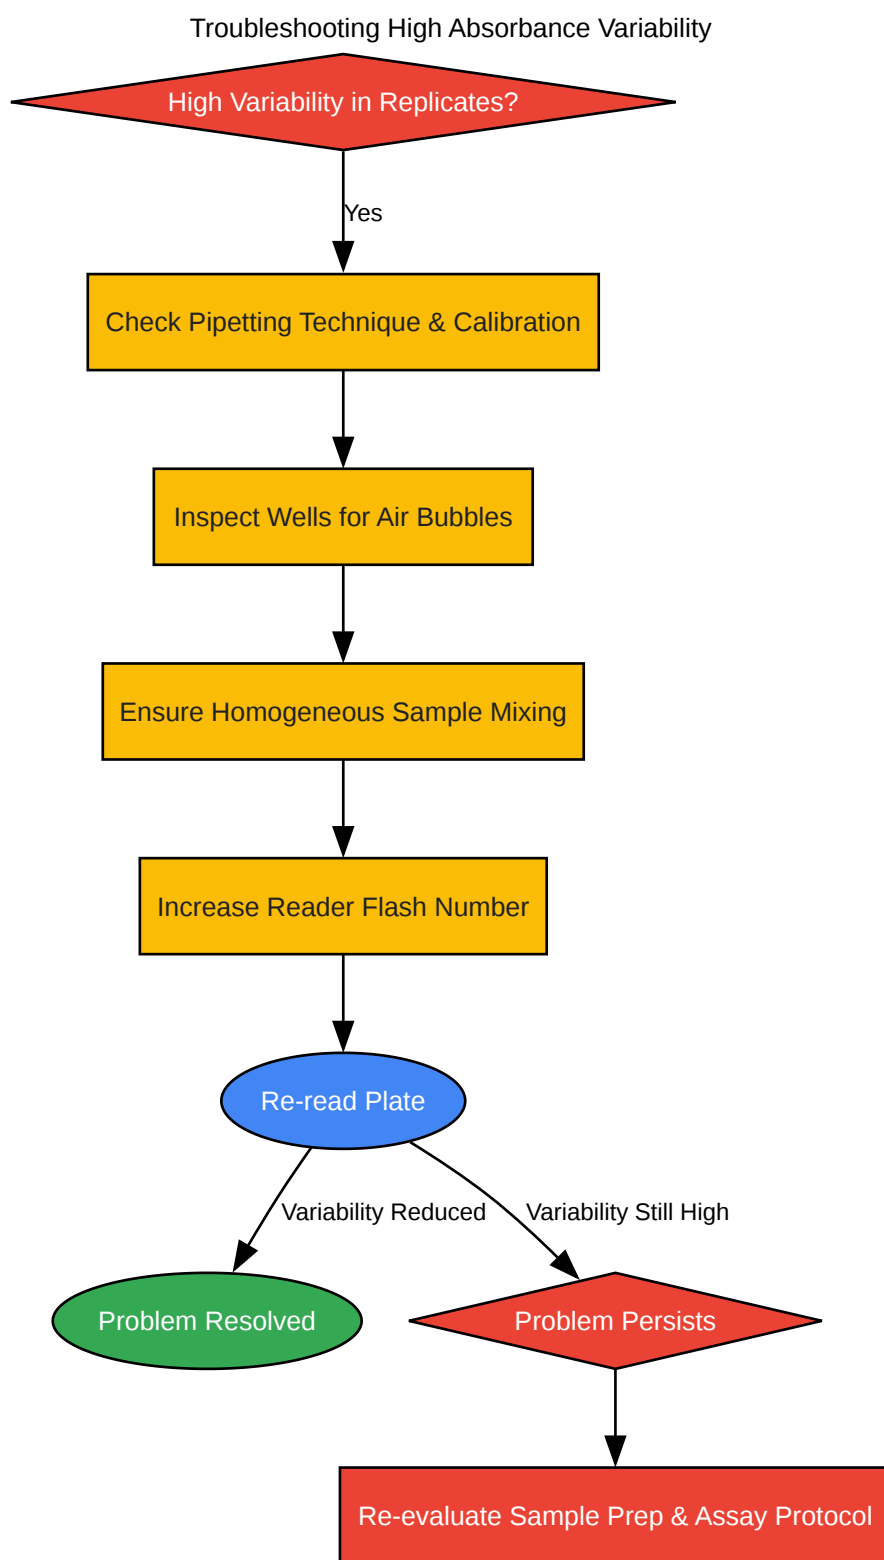 Troubleshooting High Absorbance Variability
High Variability in Replicates?
Yes
Check Pipetting Technique & Calibration
Inspect Wells for Air Bubbles
Ensure Homogeneous Sample Mixing
Increase Reader Flash Number
Re-read Plate
Variability Reduced
Variability Still High
Problem Resolved
Problem Persists
Re-evaluate Sample Prep & Assay Protocol